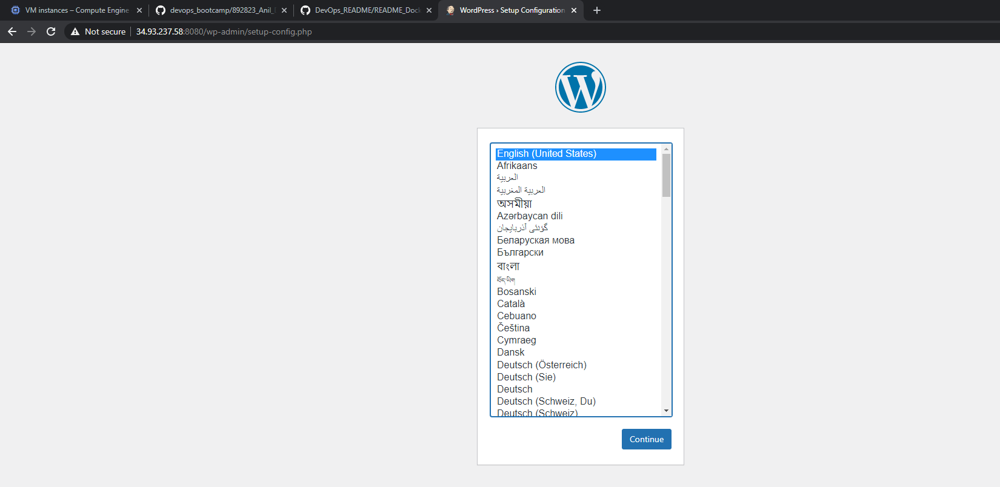 VM instances – Compute Engine
devops_bootcamp/892823_Anil_
DevOps_README/README_Dock
WordPress › Setup Configuration
Not secure
34.93.237.58:8080/wp-admin/setup-config.php
English (United States)
Afrikaans
العربية
العربية المغربية
অসমীয়া
Azərbaycan dili
گؤنئی آذربایجان
Беларуская мова
Български
বাংলা
བོད་ཡིག
Bosanski
Català
Cebuano
Čeština
Cymraeg
Dansk
Deutsch (Österreich)
Deutsch (Sie)
Deutsch
Deutsch (Schweiz, Du)
Deutsch (Schweiz)
Continue